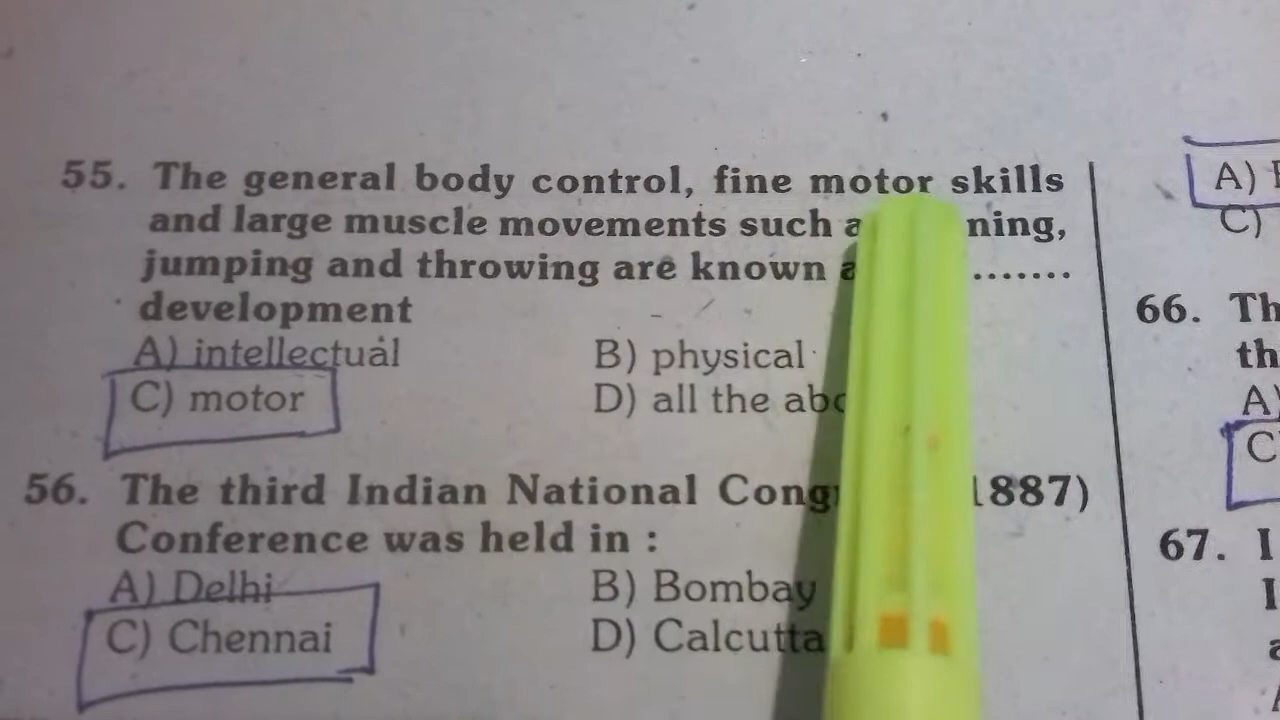 55. The general body control, fine motor skills
and large muscle movements such ning,
jumping and throwing are known .......
development
A) intellectual B) physical
C) motor D) all the
56. The third Indian National 1887)
Conference was held in :
A) Delhi B) Bombay
C) Chennai D) Calcutta
A)
C)
66. Th
th
A)
C
67. I
I